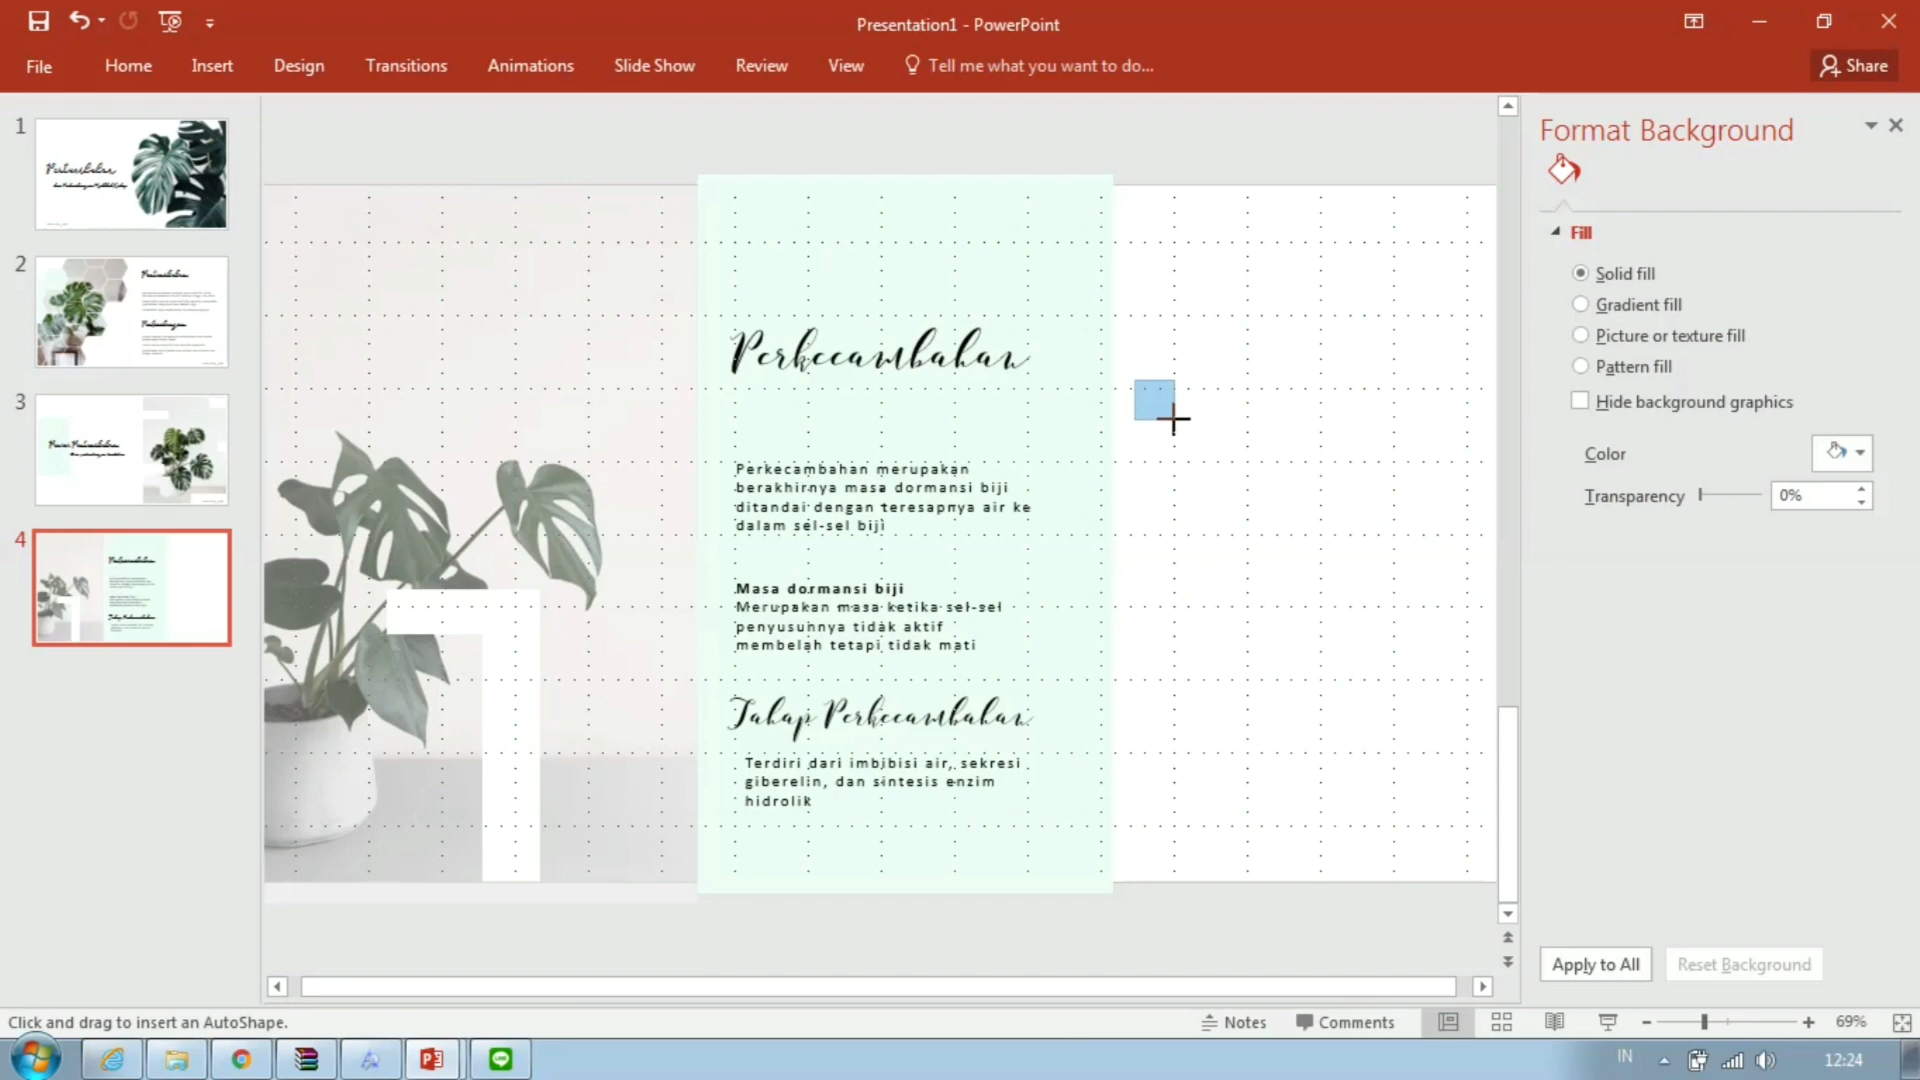 Presentation1 - PowerPoint
File Home Insert Design Transitions Animations Slide Show Review View Tell me what you want to do... Share
1
2
3
4
Perkecambahan
Perkecambahan merupakan
berakhirnya masa dormansi biji
ditandai dengan teresapnya air ke
dalam sel-sel biji
Masa dormansi biji
Merupakan masa ketika sel-sel
penyusunnya tidak aktif
membelah tetapi tidak mati
Tahap Perkecambahan
Terdiri dari imbibisi air, sekresi
giberelin, dan sintesis enzim
hidrolik
Format Background
Fill
Solid fill
Gradient fill
Picture or texture fill
Pattern fill
Hide background graphics
Color
Transparency 0%
Apply to All Reset Background
Click and drag to insert an AutoShape. Notes Comments 69%
IN 12:24